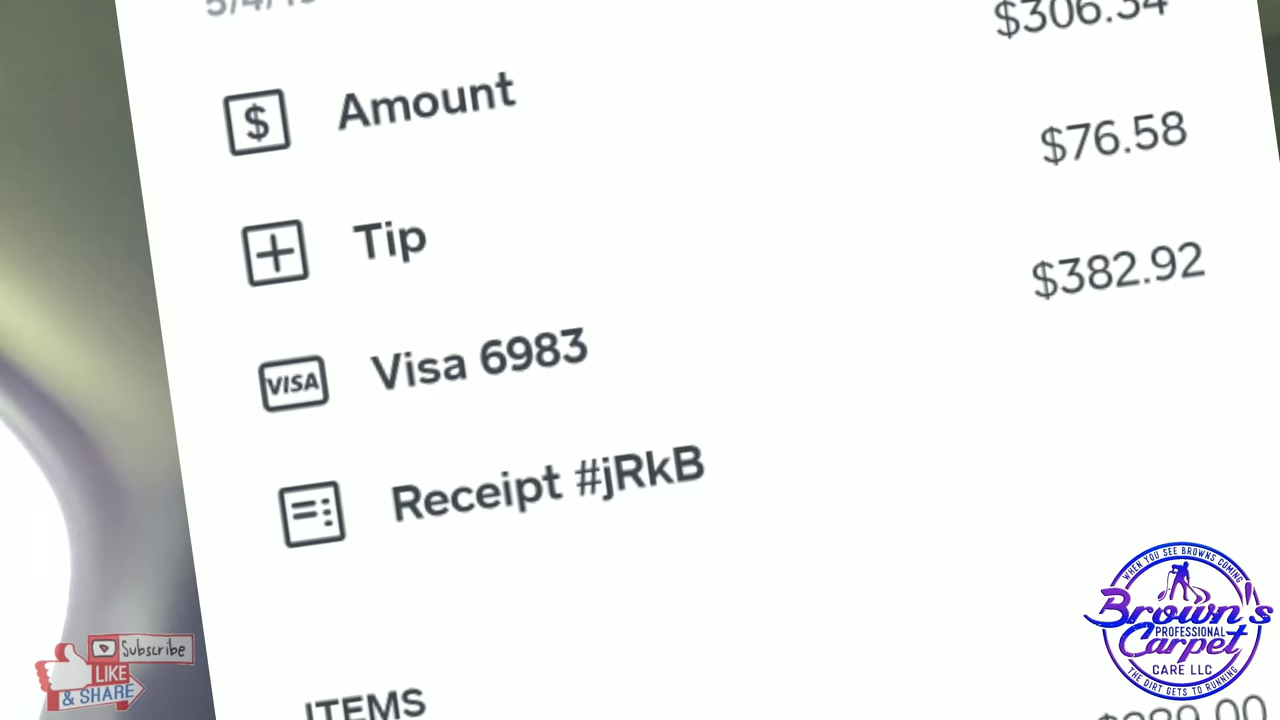 $306.34
Amount
$76.58
Tip
$382.92
Visa 6983
VISA
Receipt #jRkB
ITEMS
Subscribe
LIKE
& SHARE
WHEN YOU SEE BROWNS COMING
Brown's
PROFESSIONAL
Carpet
CARE LLC
THE DIRT GETS TO RUNNING